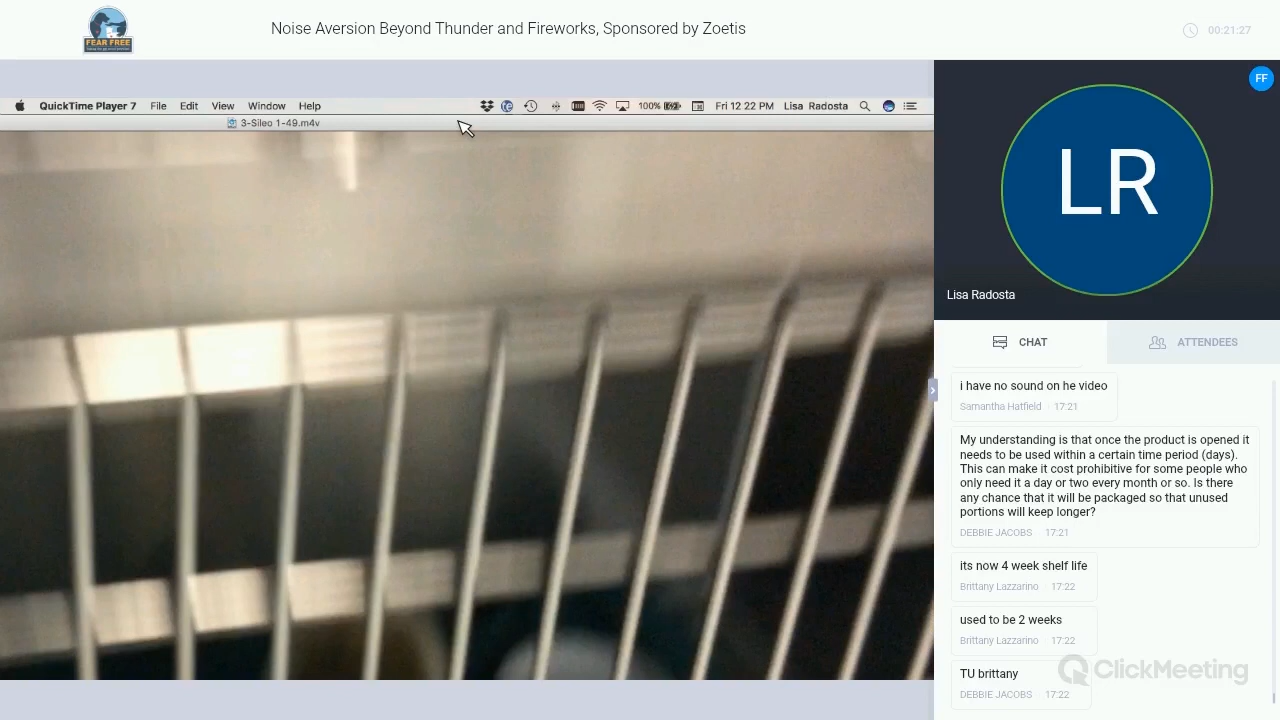 FEAR FREE
Noise Aversion Beyond Thunder and Fireworks, Sponsored by Zoetis
00:21:27
QuickTime Player 7 File Edit View Window Help
100% Fri 12 22 PM Lisa Radosta
3-Sileo 1-49.m4v
FF
LR
Lisa Radosta
CHAT
ATTENDEES
i have no sound on he video
Samantha Hatfield 17:21
My understanding is that once the product is opened it
needs to be used within a certain time period (days).
This can make it cost prohibitive for some people who
only need it a day or two every month or so. Is there
any chance that it will be packaged so that unused
portions will keep longer?
DEBBIE JACOBS 17:21
its now 4 week shelf life
Brittany Lazzarino 17:22
used to be 2 weeks
Brittany Lazzarino 17:22
TU brittany
DEBBIE JACOBS 17:22
ClickMeeting